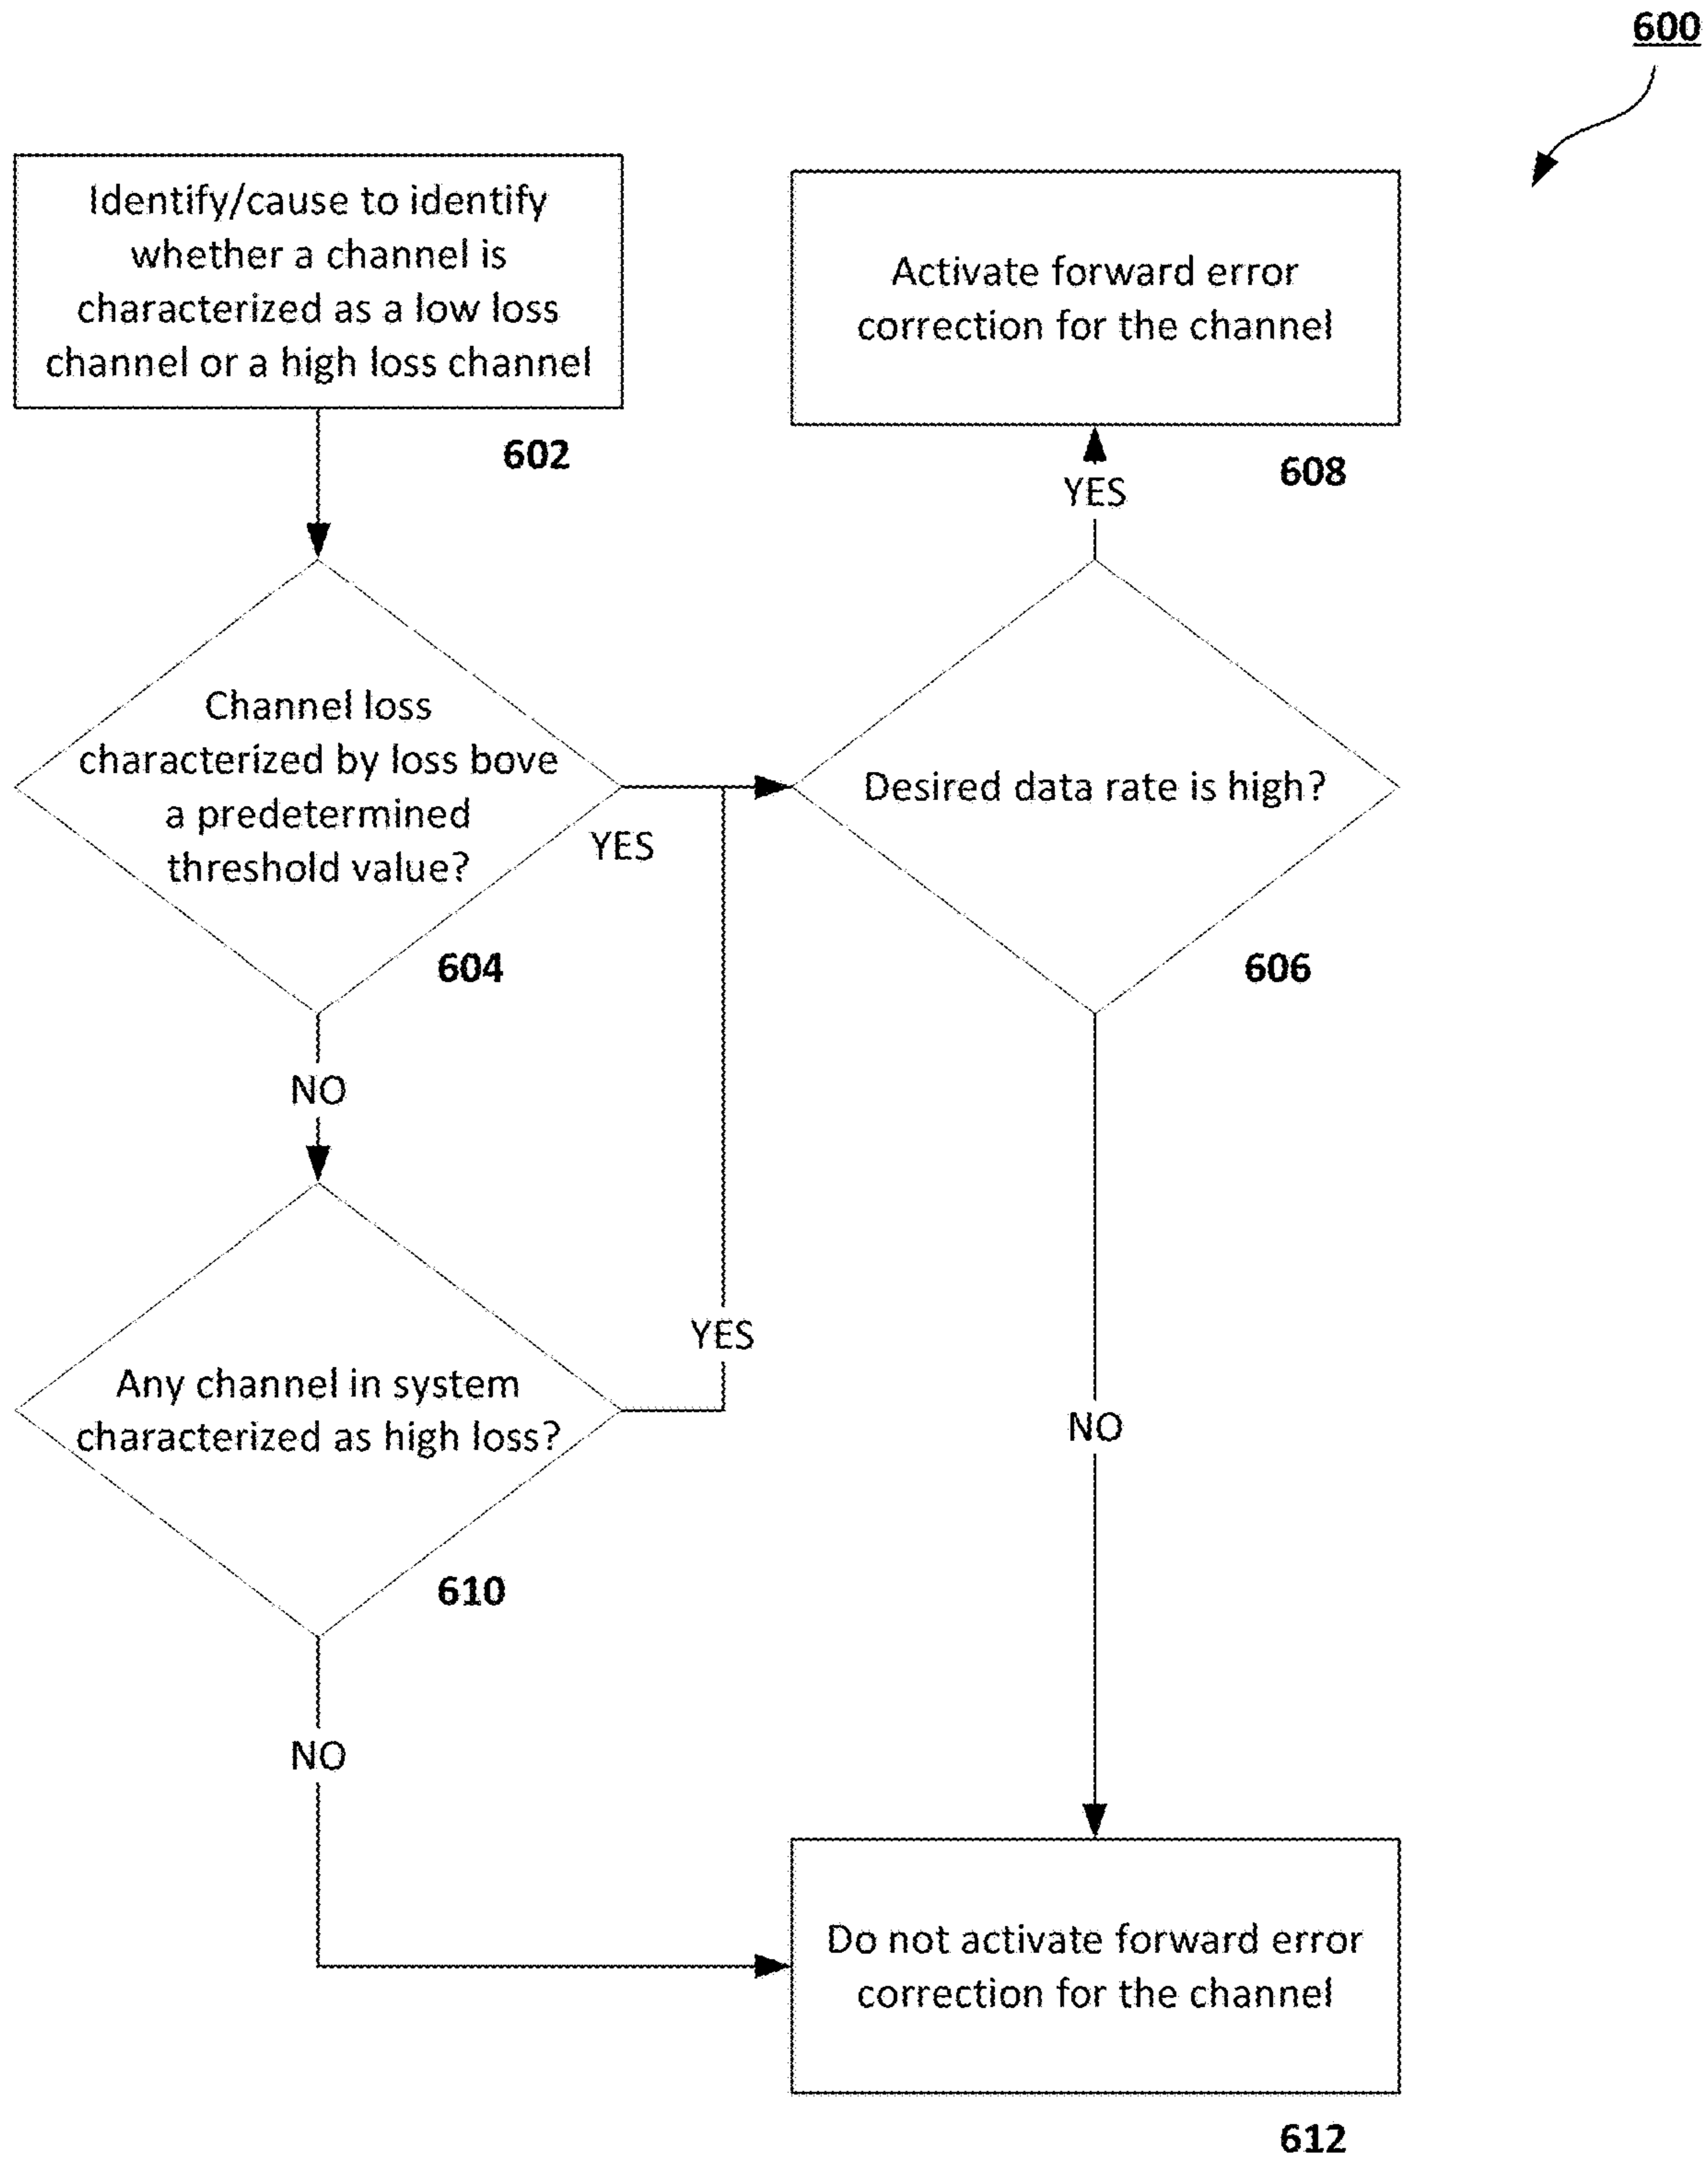 600
Identify/cause to identify
whether a channel is
characterized as a low loss
channel or a high loss channel
602
Activate forward error
correction for the channel
608
YES
Channel loss
characterized by loss bove
a predetermined
threshold value?
YES
604
Desired data rate is high?
606
NO
Any channel in system
characterized as high loss?
YES
610
NO
NO
Do not activate forward error
correction for the channel
612